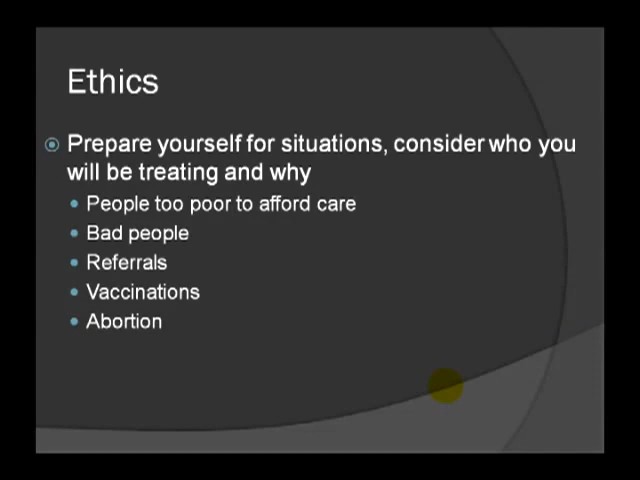 Ethics
Prepare yourself for situations, consider who you
will be treating and why
People too poor to afford care
Bad people
Referrals
Vaccinations
Abortion